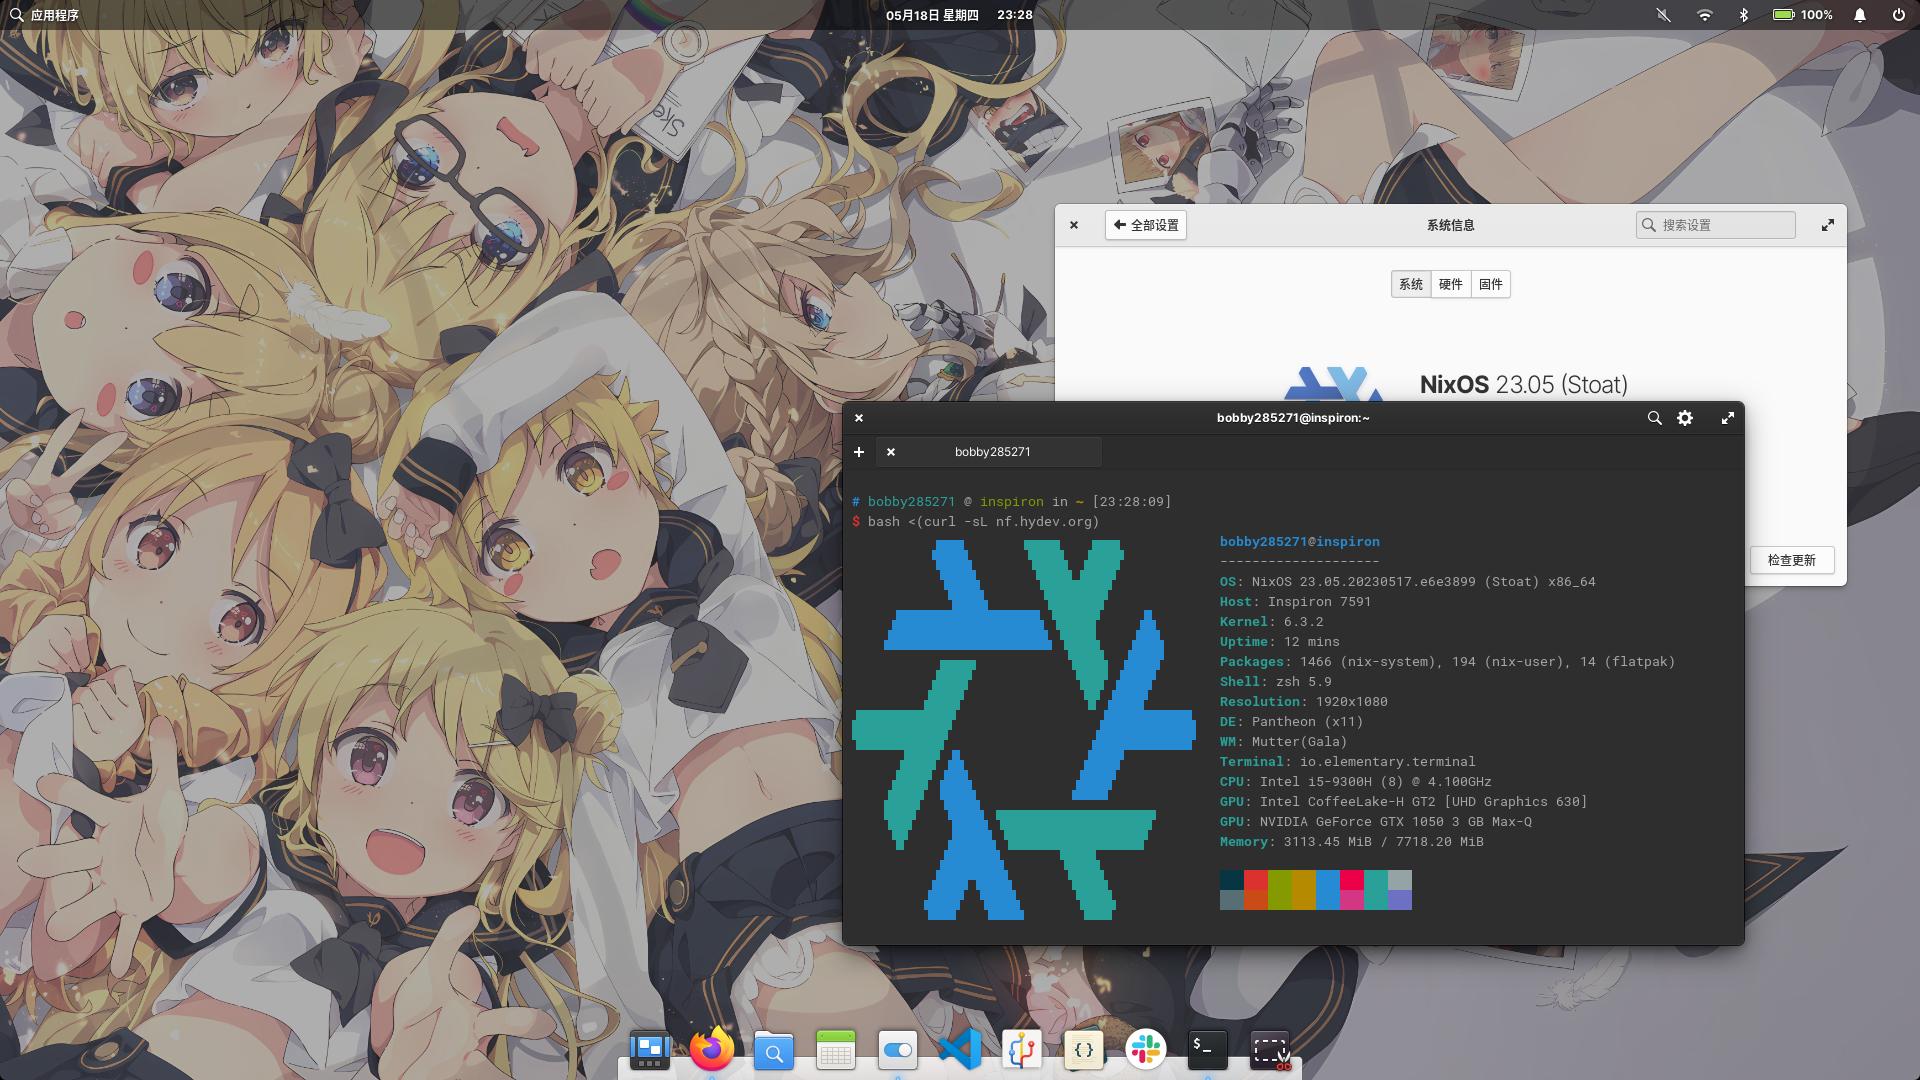 应用程序
05月18日 星期四 23:28
100%
Ske
全部设置
系统信息
搜索设置
系统 硬件 固件
NixOS 23.05 (Stoat)
检查更新
bobby285271@inspiron:~
bobby285271
# bobby285271 @ inspiron in ~ [23:28:09]
$ bash <(curl -sL nf.hydev.org)
bobby285271@inspiron
--------------------
OS: NixOS 23.05.20230517.e6e3899 (Stoat) x86_64
Host: Inspiron 7591
Kernel: 6.3.2
Uptime: 12 mins
Packages: 1466 (nix-system), 194 (nix-user), 14 (flatpak)
Shell: zsh 5.9
Resolution: 1920x1080
DE: Pantheon (x11)
WM: Mutter(Gala)
Terminal: io.elementary.terminal
CPU: Intel i5-9300H (8) @ 4.100GHz
GPU: Intel CoffeeLake-H GT2 [UHD Graphics 630]
GPU: NVIDIA GeForce GTX 1050 3 GB Max-Q
Memory: 3113.45 MiB / 7718.20 MiB